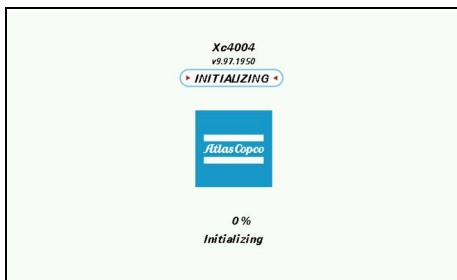 Xc4004
v9.97.1950
INITIALIZING
Atlas Copco
0 %
Initializing